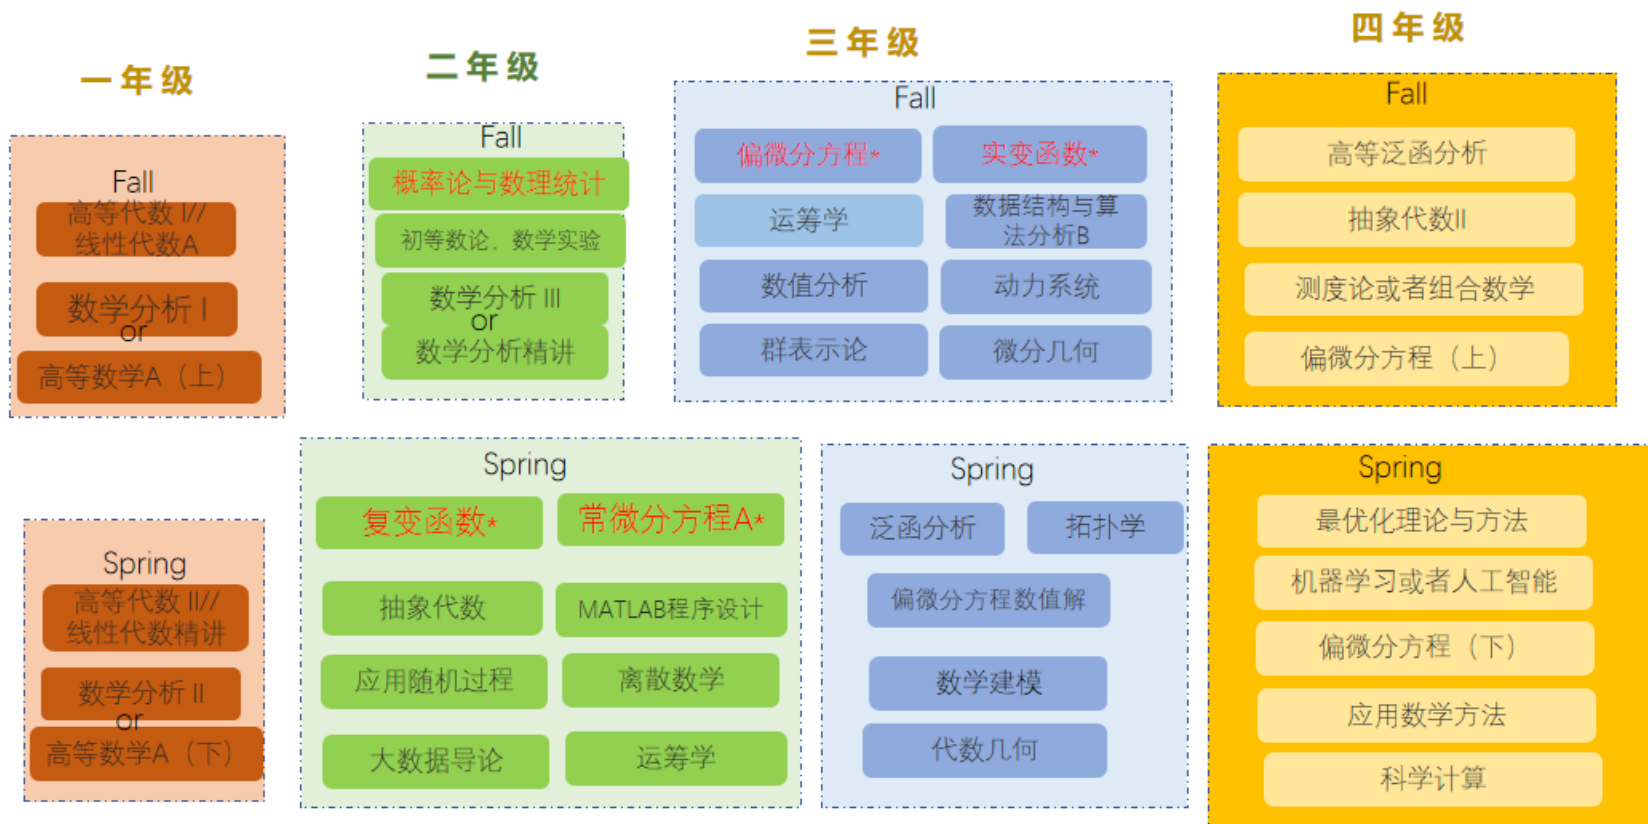 一年级
Fall
高等代数 I//
线性代数A
数学分析 I
or
高等数学A（上）
Spring
高等代数 II//
线性代数精讲
数学分析 II
or
高等数学A（下）
二年级
Fall
概率论与数理统计
初等数论，数学实验
数学分析 III
or
数学分析精讲
Spring
复变函数*
常微分方程A*
抽象代数
MATLAB程序设计
应用随机过程
离散数学
大数据导论
运筹学
三年级
Fall
偏微分方程*
实变函数*
运筹学
数据结构与算
法分析B
数值分析
动力系统
群表示论
微分几何
Spring
泛函分析
拓扑学
偏微分方程数值解
数学建模
代数几何
四年级
Fall
高等泛函分析
抽象代数II
测度论或者组合数学
偏微分方程（上）
Spring
最优化理论与方法
机器学习或者人工智能
偏微分方程（下）
应用数学方法
科学计算